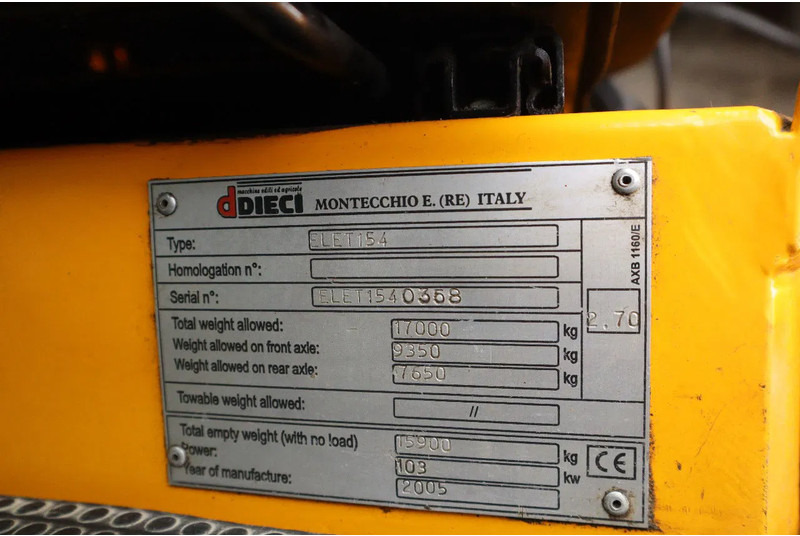 macchine edili ed agricole
dDIECI MONTECCHIO E. (RE) ITALY
Type: ELET154
Homologation n°:
Serial n°: ELET1540358
Total weight allowed: 17000 kg
Weight allowed on front axle: 9350 kg
Weight allowed on rear axle: 7650 kg
Towable weight allowed: //
Total empty weight (with no load) 15900 kg
Power: 103 kw
Year of manufacture: 2005
CE
2.70
AXB 1160/E